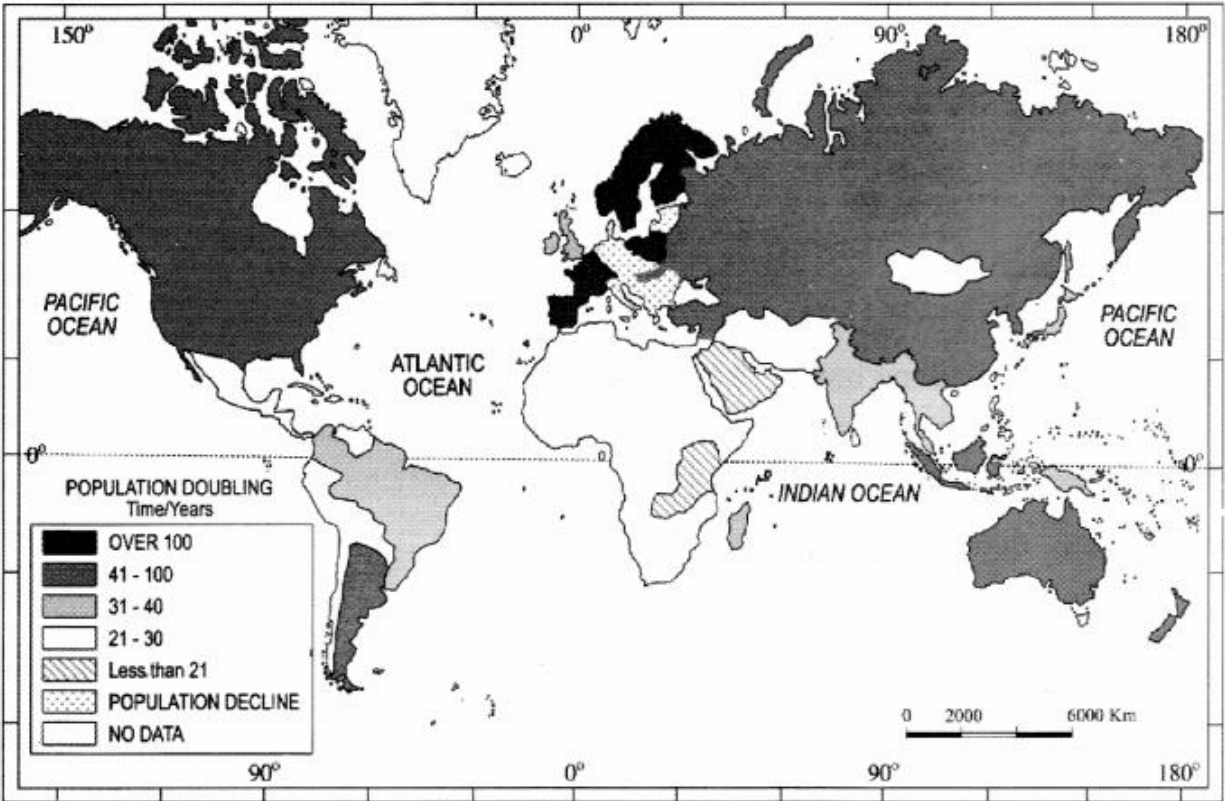 150°
0°
90°
180°
PACIFIC
OCEAN
ATLANTIC
OCEAN
PACIFIC
OCEAN
0°
0
0°
INDIAN OCEAN
POPULATION DOUBLING
Time/Years
OVER 100
41 - 100
31 - 40
21 - 30
Less than 21
POPULATION DECLINE
NO DATA
0 2000 6000 Km
90°
0°
90°
180°